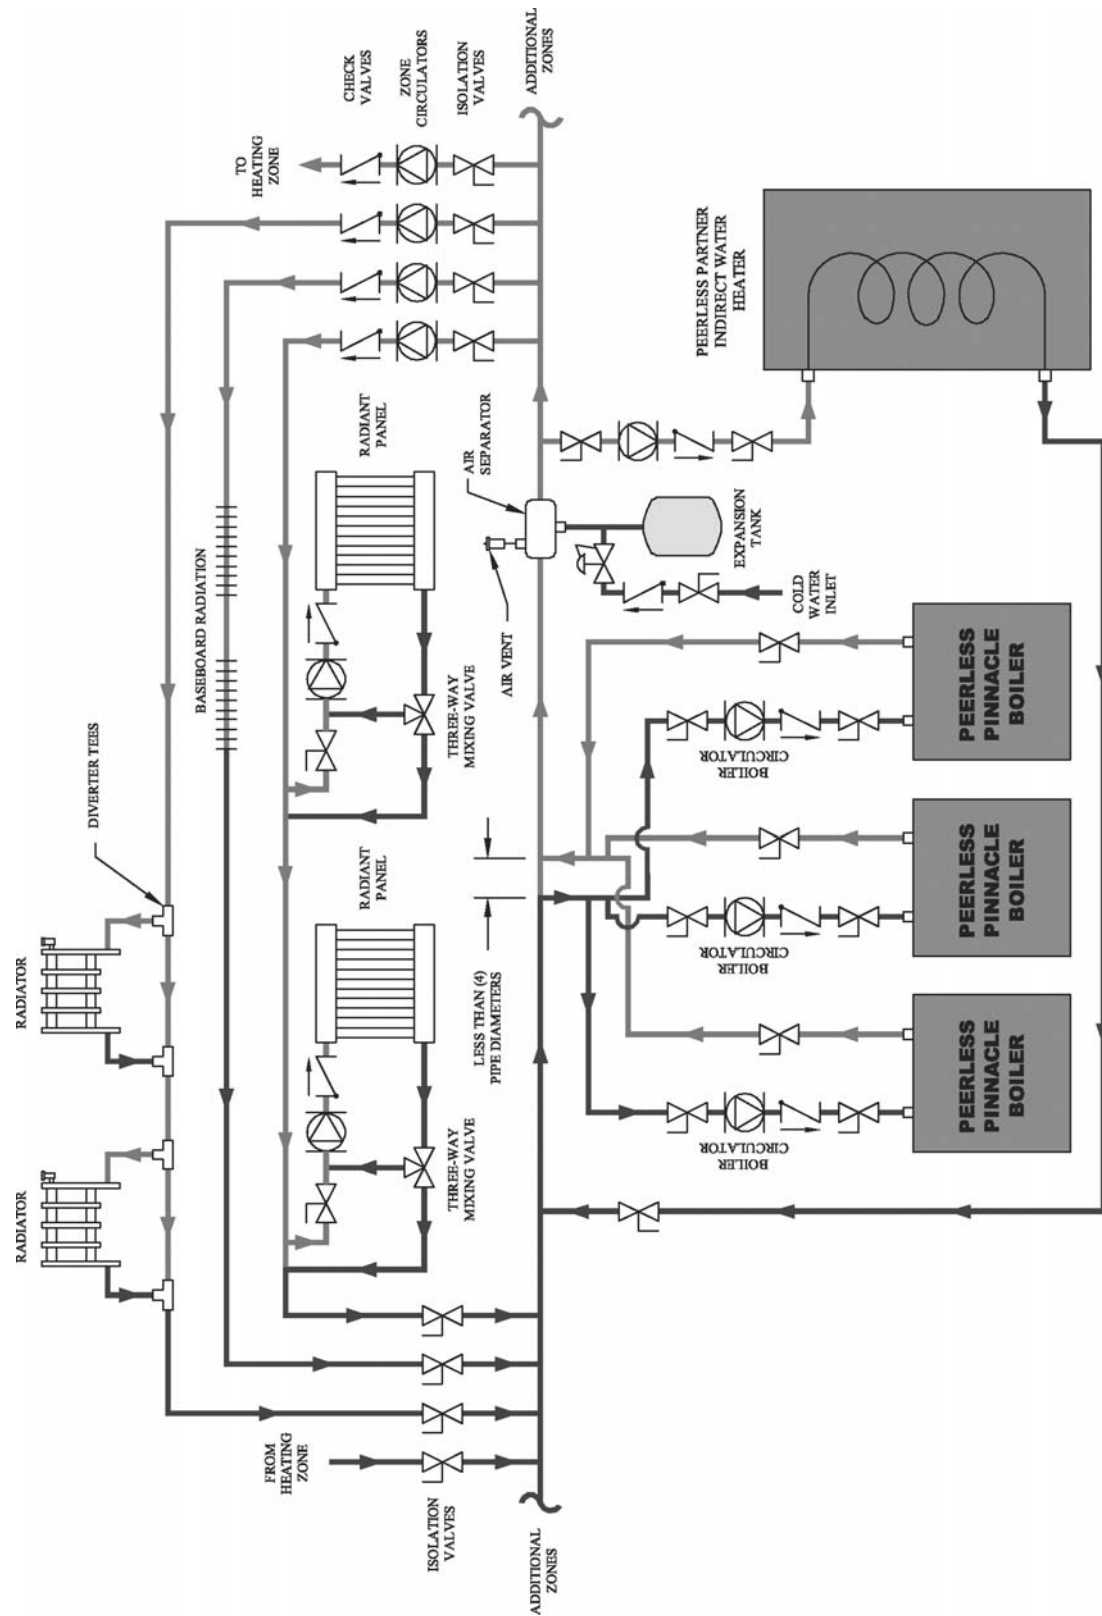 RADIATOR
RADIATOR
DIVERTER TEES
BASEBOARD RADIATION
TO
HEATING
ZONE
CHECK
VALVES
ZONE
CIRCULATORS
ISOLATION
VALVES
ADDITIONAL
ZONES
FROM
HEATING
ZONE
ISOLATION
VALVES
ADDITIONAL
ZONES
RADIANT
PANEL
THREE-WAY
MIXING VALVE
RADIANT
PANEL
THREE-WAY
MIXING VALVE
LESS THAN (4)
PIPE DIAMETERS
AIR VENT
AIR
SEPARATOR
EXPANSION
TANK
COLD
WATER
INLET
PEERLESS PARTNER
INDIRECT WATER
HEATER
BOILER
CIRCULATOR
BOILER
CIRCULATOR
BOILER
CIRCULATOR
PEERLESS
PINNACLE
BOILER
PEERLESS
PINNACLE
BOILER
PEERLESS
PINNACLE
BOILER